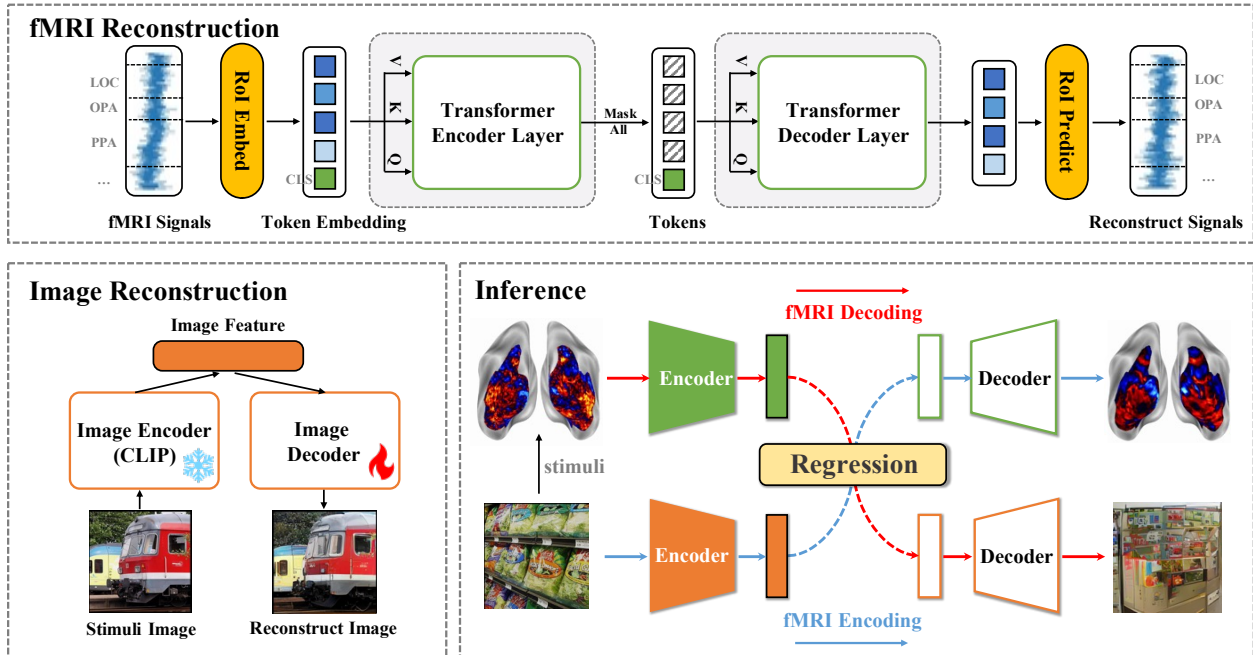 fMRI Reconstruction
LOC
OPA
PPA
...
fMRI Signals
RoI Embed
CLS
Token Embedding
V
K
Q
Transformer
Encoder Layer
Mask
All
CLS
Tokens
V
K
Q
Transformer
Decoder Layer
RoI Predict
LOC
OPA
PPA
...
Reconstruct Signals
Image Reconstruction
Image Feature
Image Encoder
(CLIP)
Image
Decoder
Stimuli Image
Reconstruct Image
Inference
fMRI Decoding
Encoder
Decoder
stimuli
Regression
Encoder
Decoder
fMRI Encoding